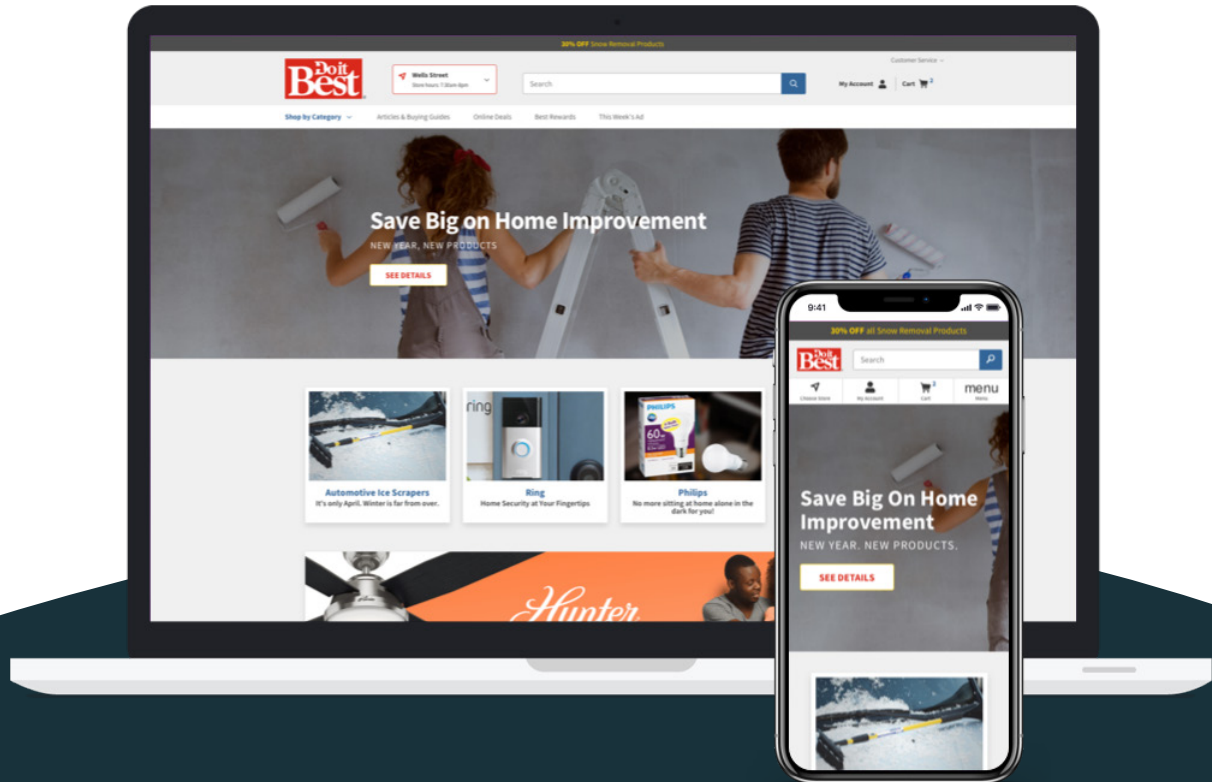 30% OFF Snow Removal Products
Customer Service
Do it
Best
Wells Street
Store hours: 7:30am-8pm
Search
My Account
Cart 2
Shop by Category
Articles & Buying Guides
Online Deals
Best Rewards
This Week's Ad
Save Big on Home Improvement
NEW YEAR, NEW PRODUCTS
SEE DETAILS
ring
PHILIPS
60
Automotive Ice Scrapers
It's only April. Winter is far from over.
Ring
Home Security at Your Fingertips
Philips
No more sitting at home alone in the
dark for you!
Hunter
9:41
30% OFF all Snow Removal Products
Do it
Best
Search
Choose Store
My Account
Cart
2
menu
Menu
Save Big On Home
Improvement
NEW YEAR. NEW PRODUCTS.
SEE DETAILS